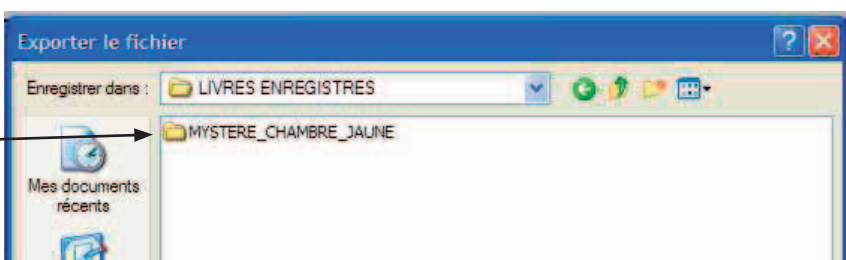 Exporter le fichier
Enregistrer dans : LIVRES ENREGISTRES
MYSTERE_CHAMBRE_JAUNE
Mes documents
récents